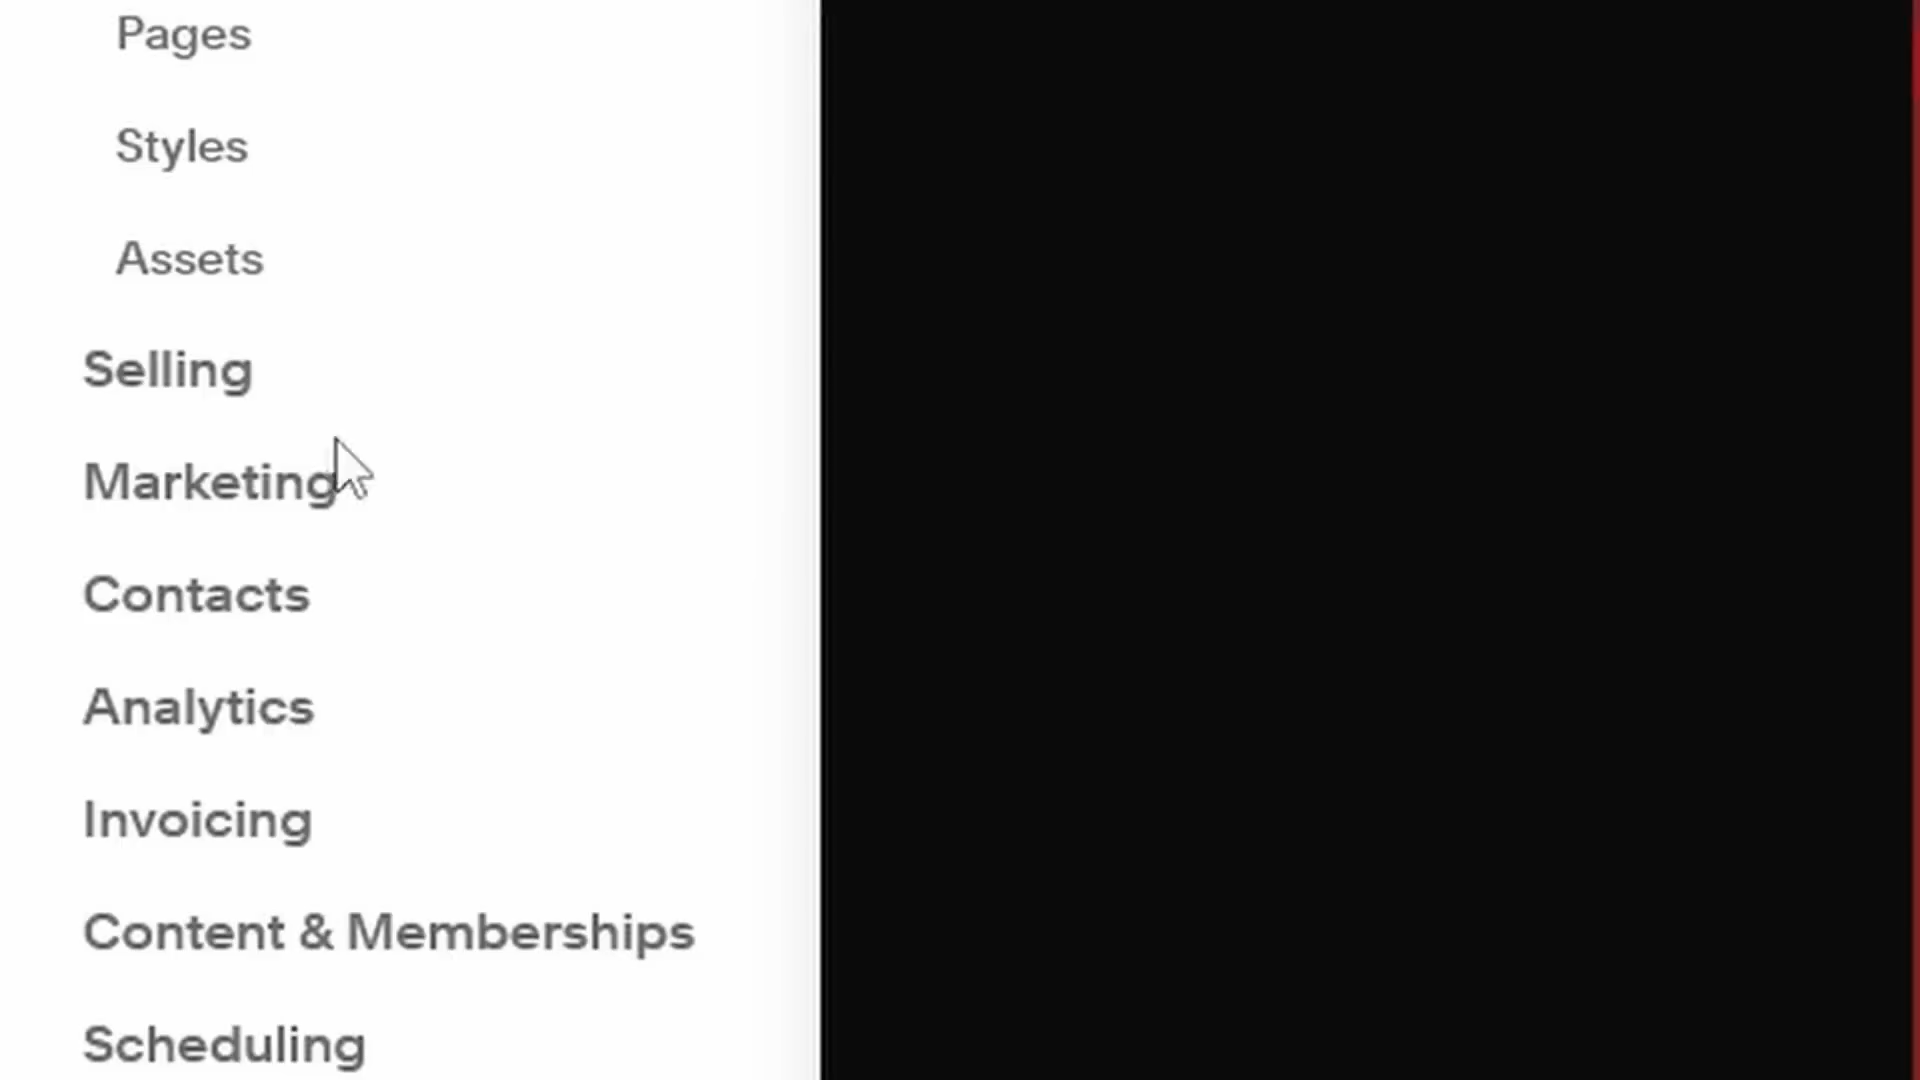 Pages
Styles
Assets
Selling
Marketing
Contacts
Analytics
Invoicing
Content & Memberships
Scheduling